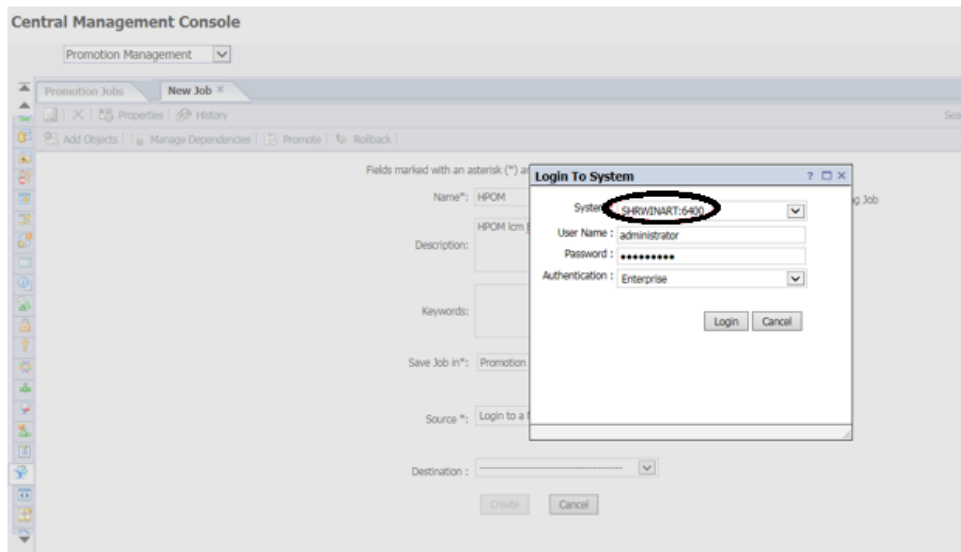 Central Management Console
Promotion Management
Promotion Jobs New Job ×
Properties History Sea
Add Objects Manage Dependencies Promote Rollback
Fields marked with an asterisk (*) ar
Login To System ? ×
Name*: HPOM
g Job
System SHRWINART:6400
HPOM lcm
User Name : administrator
Description:
Password : •••••••••
Authentication : Enterprise
Keywords:
Login Cancel
Save Job in*: Promotion
Source *: Login to a
Destination : ----------------------------------------
Create Cancel